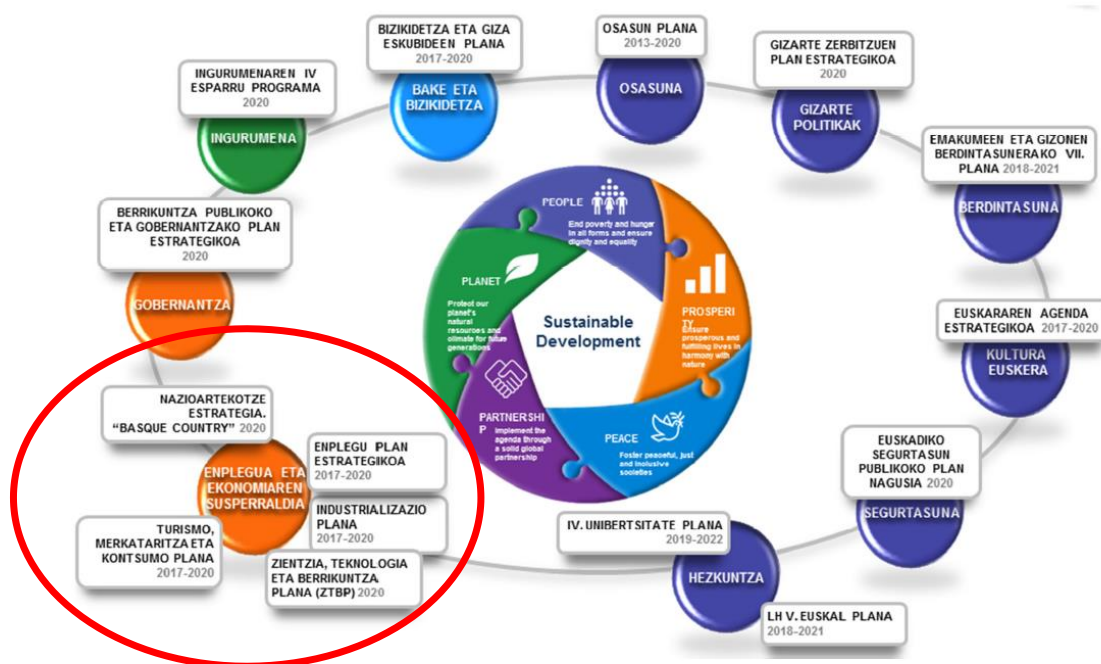 BIZIKIDETZA ETA GIZA
ESKUBIDEEN PLANA
2017-2020
BAKE ETA
BIZIKIDETZA
OSASUN PLANA
2013-2020
OSASUNA
GIZARTE ZERBITZUEN
PLAN ESTRATEGIKOA
2020
GIZARTE
POLITIKAK
INGURUMENAREN IV
ESPARRU PROGRAMA
2020
INGURUMENA
EMAKUMEEN ETA GIZONEN
BERDINTASUNERAKO VII.
PLANA 2018-2021
BERDINTASUNA
BERRIKUNTZA PUBLIKOKO
ETA GOBERNANTZAKO PLAN
ESTRATEGIKOA
2020
GOBERNANTZA
PEOPLE
End poverty and hunger
in all forms and ensure
dignity and equality
PLANET
Protect our
planet's
natural
resources and
climate for future
generations
Sustainable
Development
PROSPERI
TY
Ensure
prosperous and
fulfilling lives in
harmony with
nature
PARTNERSHI
P
Implement the
agenda through
a solid global
partnership
PEACE
Foster peaceful, just
and inclusive
societies
EUSKARAREN AGENDA
ESTRATEGIKOA 2017-2020
KULTURA
EUSKERA
NAZIOARTEKOTZE
ESTRATEGIA.
“BASQUE COUNTRY” 2020
ENPLEGU PLAN
ESTRATEGIKOA
2017-2020
ENPLEGUA ETA
EKONOMIAREN
SUSPERRALDIA
INDUSTRIALIZAZIO
PLANA
2017-2020
TURISMO,
MERKATARITZA ETA
KONTSUMO PLANA
2017-2020
ZIENTZIA, TEKNOLOGIA
ETA BERRIKUNTZA
PLANA (ZTBP) 2020
EUSKADIKO
SEGURTASUN
PUBLIKOKO PLAN
NAGUSIA 2020
SEGURTASUNA
IV. UNIBERTSITATE PLANA
2019-2022
HEZKUNTZA
LH V. EUSKAL PLANA
2018-2021